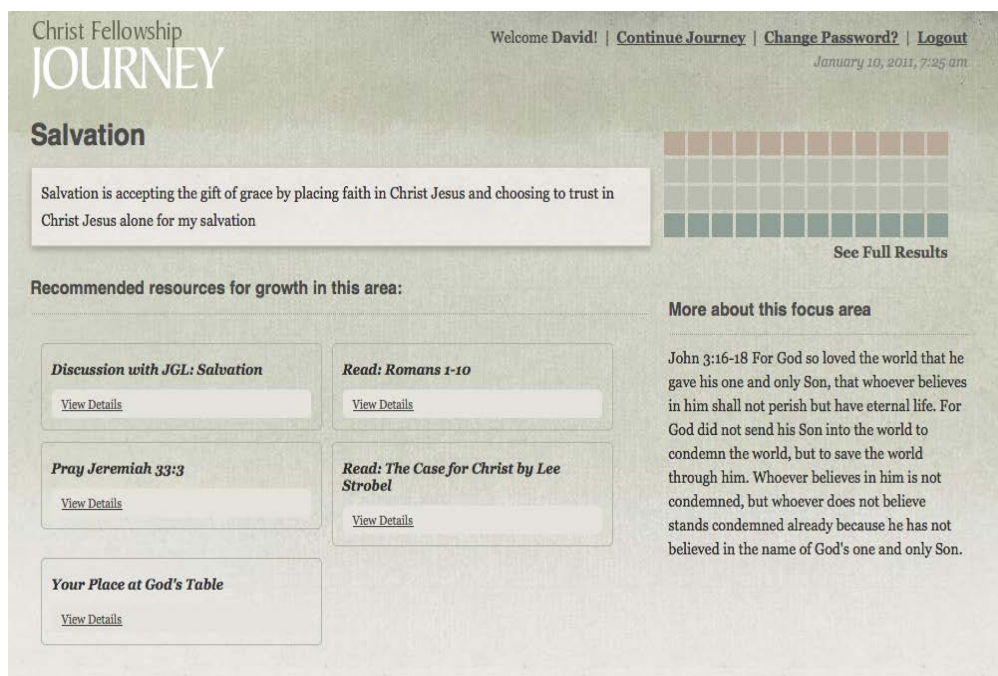 Christ Fellowship
JOURNEY
Welcome David! | Continue Journey | Change Password? | Logout
January 10, 2011, 7:25 am
Salvation
Salvation is accepting the gift of grace by placing faith in Christ Jesus and choosing to trust in
Christ Jesus alone for my salvation
See Full Results
Recommended resources for growth in this area:
Discussion with JGL: Salvation
View Details
Read: Romans 1-10
View Details
Pray Jeremiah 33:3
View Details
Read: The Case for Christ by Lee
Strobel
View Details
Your Place at God's Table
View Details
More about this focus area
John 3:16-18 For God so loved the world that he
gave his one and only Son, that whoever believes
in him shall not perish but have eternal life. For
God did not send his Son into the world to
condemn the world, but to save the world
through him. Whoever believes in him is not
condemned, but whoever does not believe
stands condemned already because he has not
believed in the name of God's one and only Son.